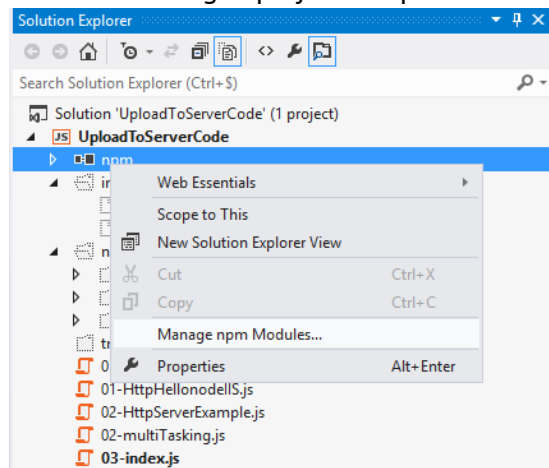 Solution Explorer
Search Solution Explorer (Ctrl+$)
Solution 'UploadToServerCode' (1 project)
JS UploadToServerCode
npm
Web Essentials
Scope to This
New Solution Explorer View
Cut Ctrl+X
Copy Ctrl+C
Manage npm Modules...
Properties Alt+Enter
01-HttpHellonodeIIS.js
02-HttpServerExample.js
02-multiTasking.js
03-index.js